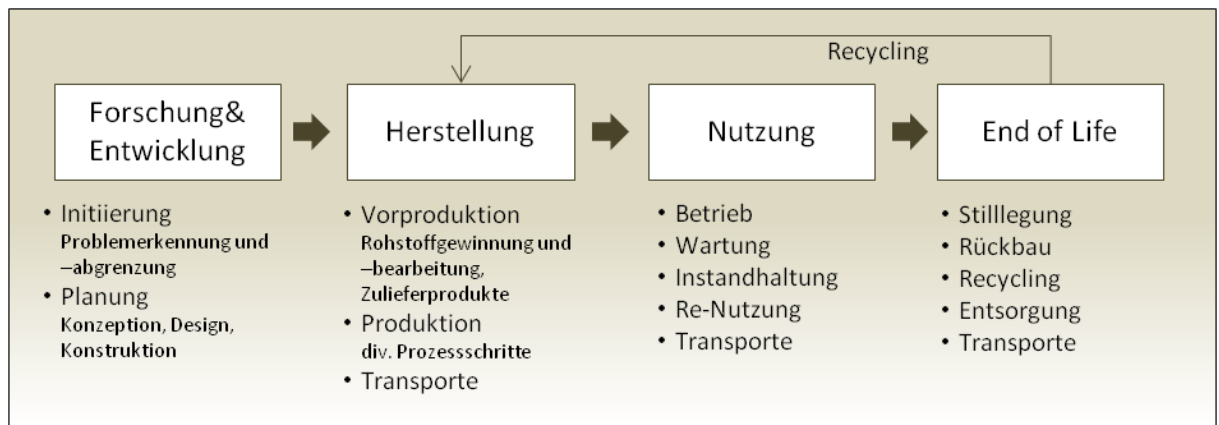 Recycling
Forschung&
Entwicklung
Herstellung
Nutzung
End of Life
• Initiierung
Problemerkennung und
–abgrenzung
• Planung
Konzeption, Design,
Konstruktion
• Vorproduktion
Rohstoffgewinnung und
–bearbeitung,
Zulieferprodukte
• Produktion
div. Prozessschritte
• Transporte
• Betrieb
• Wartung
• Instandhaltung
• Re-Nutzung
• Transporte
• Stilllegung
• Rückbau
• Recycling
• Entsorgung
• Transporte